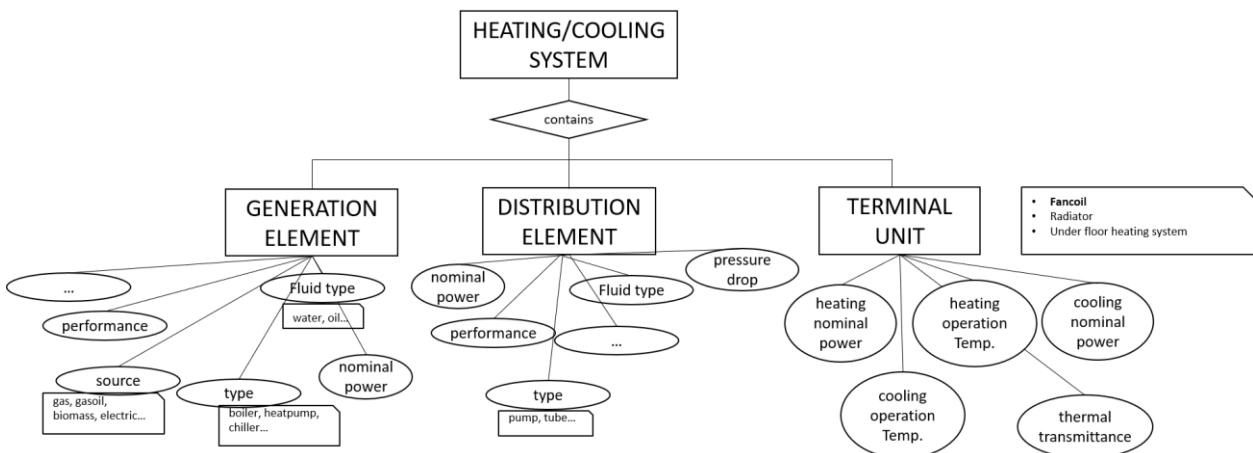 HEATING/COOLING
SYSTEM
contains
GENERATION
ELEMENT
DISTRIBUTION
ELEMENT
TERMINAL
UNIT
• Fancoil
• Radiator
• Under floor heating system
...
performance
source
gas, gasoil,
biomass, electric...
type
boiler, heatpump,
chiller...
Fluid type
water, oil...
nominal
power
nominal
power
performance
type
pump, tube...
Fluid type
...
pressure
drop
heating
nominal
power
cooling
operation
Temp.
heating
operation
Temp.
cooling
nominal
power
thermal
transmittance